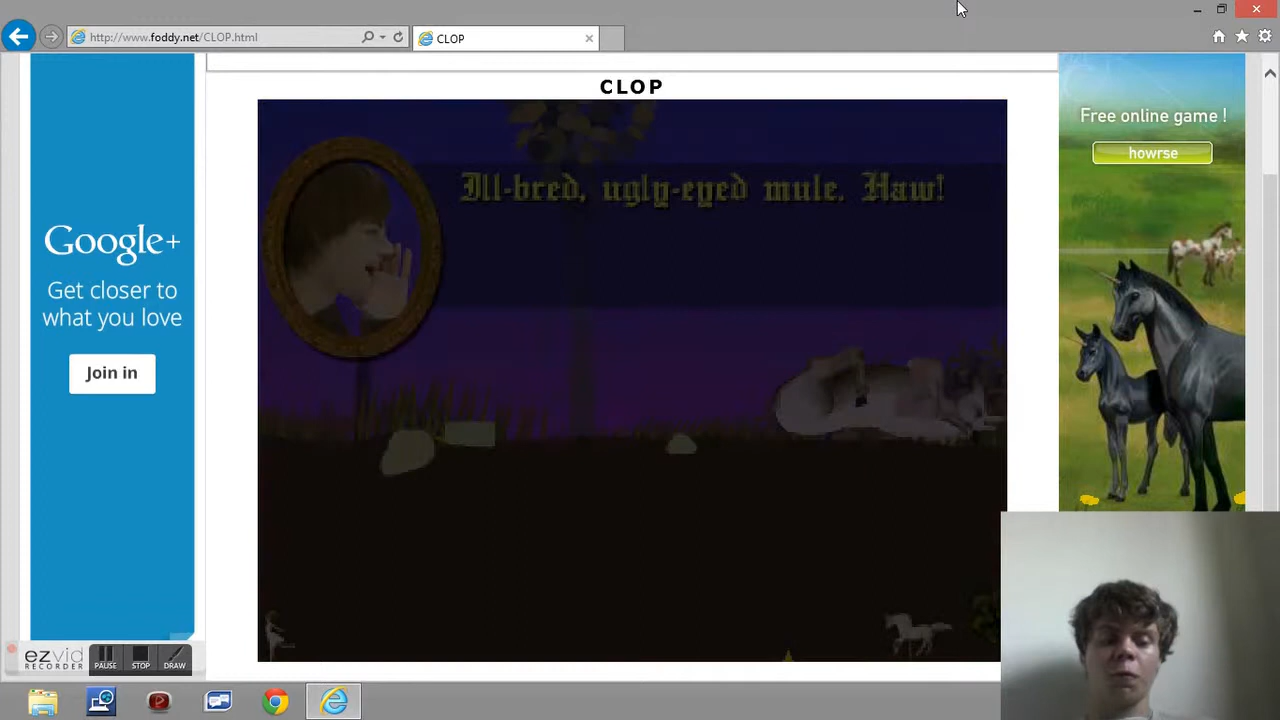 http://www.foddy.net/CLOP.html
CLOP
CLOP
Ill-bred, ugly-eyed mule. Haw!
Google+
Get closer to
what you love
Join in
Free online game !
howrse
ezvid
RECORDER
PAUSE
STOP
DRAW